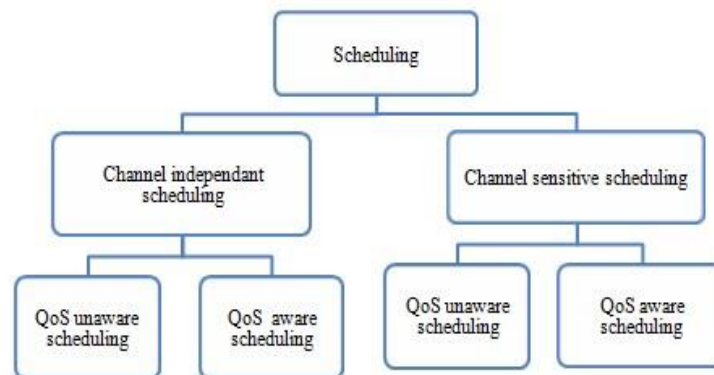 Scheduling
Channel independant
scheduling
Channel sensitive scheduling
QoS unaware
scheduling
QoS aware
scheduling
QoS unaware
scheduling
QoS aware
scheduling